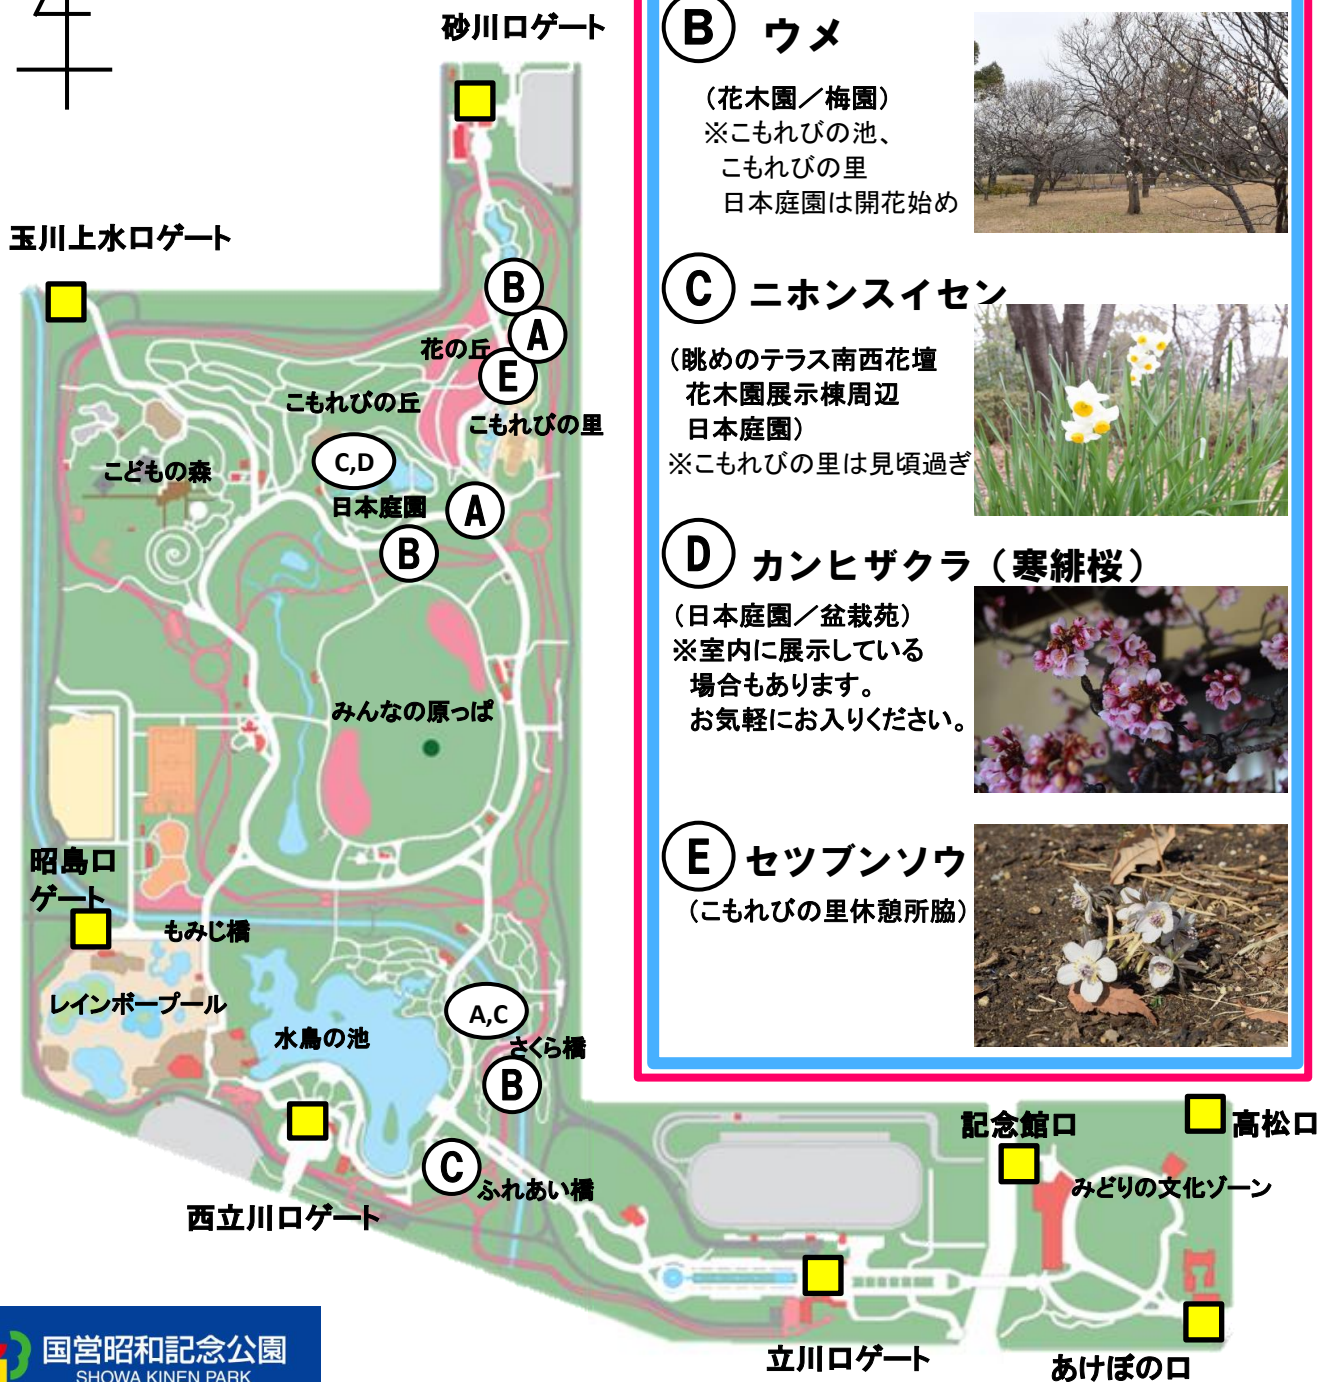 砂川口ゲート
玉川上水口ゲート
B
A
花の丘
E
こもれびの丘
こもれびの里
C,D
こどもの森
日本庭園
A
B
みんなの原っぱ
昭島口
ゲート
もみじ橋
レインボープール
水鳥の池
A,C
さくら橋
B
C
ふれあい橋
西立川口ゲート
記念館口
高松口
みどりの文化ゾーン
立川口ゲート
あけぼの口
B ウメ
（花木園／梅園）
※こもれびの池、
こもれびの里
日本庭園は開花始め
C ニホンスイセン
（眺めのテラス南西花壇
花木園展示棟周辺
日本庭園）
※こもれびの里は見頃過ぎ
D カンヒザクラ（寒緋桜）
（日本庭園／盆栽苑）
※室内に展示している
場合もあります。
お気軽にお入りください。
E セツブンソウ
（こもれびの里休憩所脇）
国営昭和記念公園
SHOWA KINEN PARK